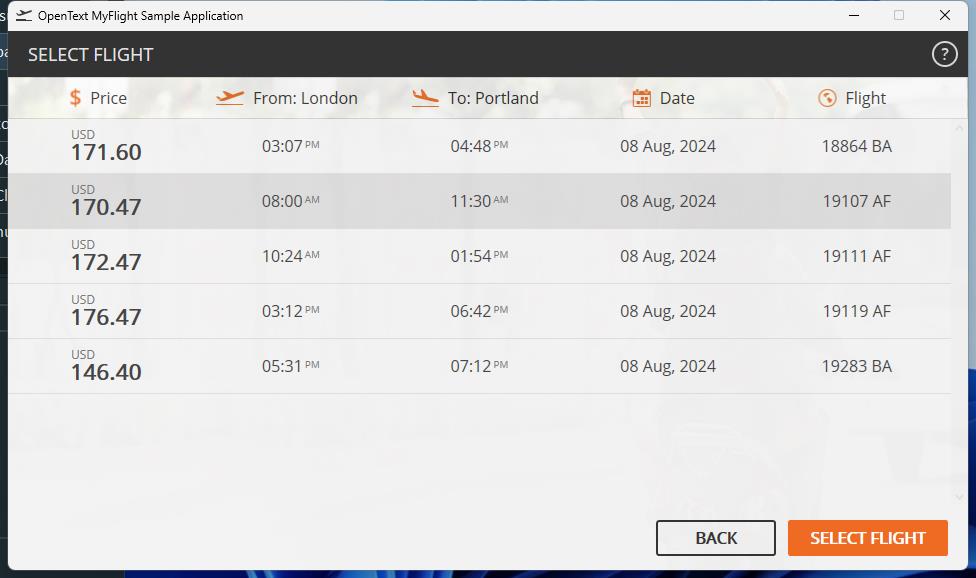 OpenText MyFlight Sample Application
SELECT FLIGHT ?
$ Price From: London To: Portland Date Flight
USD
171.60 03:07 PM 04:48 PM 08 Aug, 2024 18864 BA
USD
170.47 08:00 AM 11:30 AM 08 Aug, 2024 19107 AF
USD
172.47 10:24 AM 01:54 PM 08 Aug, 2024 19111 AF
USD
176.47 03:12 PM 06:42 PM 08 Aug, 2024 19119 AF
USD
146.40 05:31 PM 07:12 PM 08 Aug, 2024 19283 BA
BACK SELECT FLIGHT